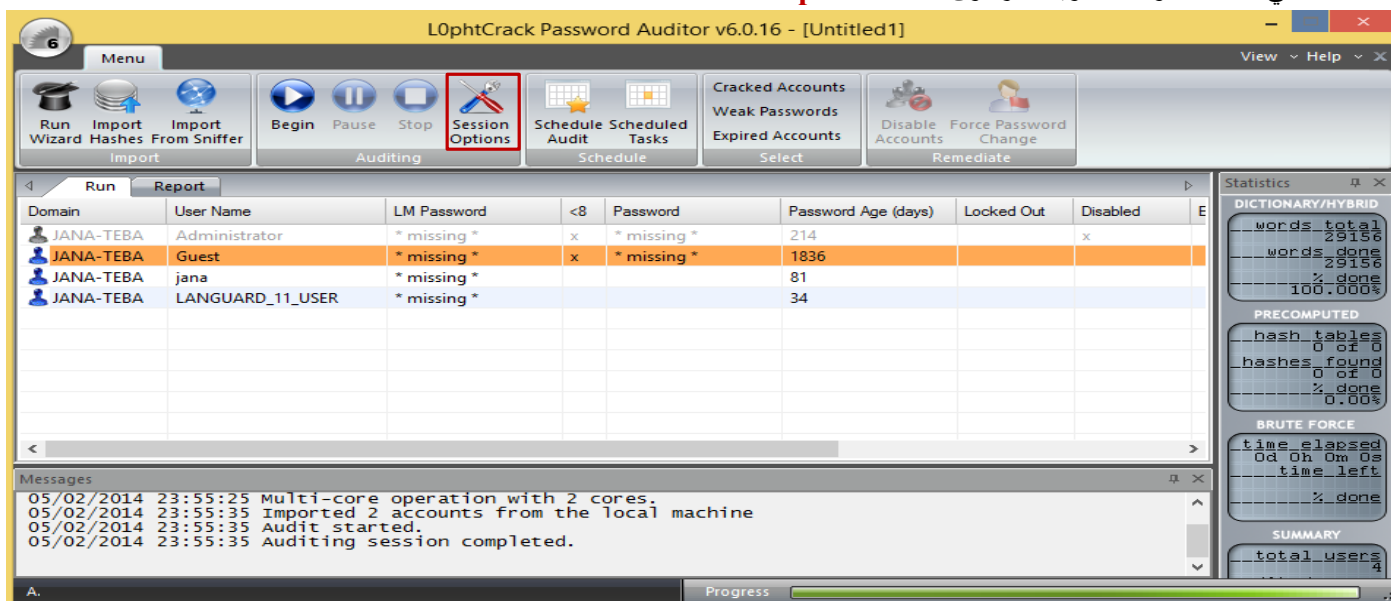 L0phtCrack Password Auditor v6.0.16 - [Untitled1]
6
Menu
View Help
Run Wizard
Import Hashes
Import From Sniffer
Import
Begin
Pause
Stop
Session Options
Auditing
Schedule Audit
Scheduled Tasks
Schedule
Cracked Accounts
Weak Passwords
Expired Accounts
Select
Disable Accounts
Force Password Change
Remediate
Run Report
Domain User Name LM Password <8 Password Password Age (days) Locked Out Disabled E
JANA-TEBA Administrator * missing * x * missing * 214 x
JANA-TEBA Guest * missing * x * missing * 1836
JANA-TEBA jana * missing * 81
JANA-TEBA LANGUARD_11_USER * missing * 34
Statistics
DICTIONARY/HYBRID
words total
29156
words done
29156
% done
100.000%
PRECOMPUTED
hash tables
0 of 0
hashes found
0 of 0
% done
0.00%
BRUTE FORCE
time elapsed
0d 0h 0m 0s
time left
% done
SUMMARY
total users
4
Messages
05/02/2014 23:55:25 Multi-core operation with 2 cores.
05/02/2014 23:55:35 Imported 2 accounts from the local machine
05/02/2014 23:55:35 Audit started.
05/02/2014 23:55:35 Auditing session completed.
A.
Progress